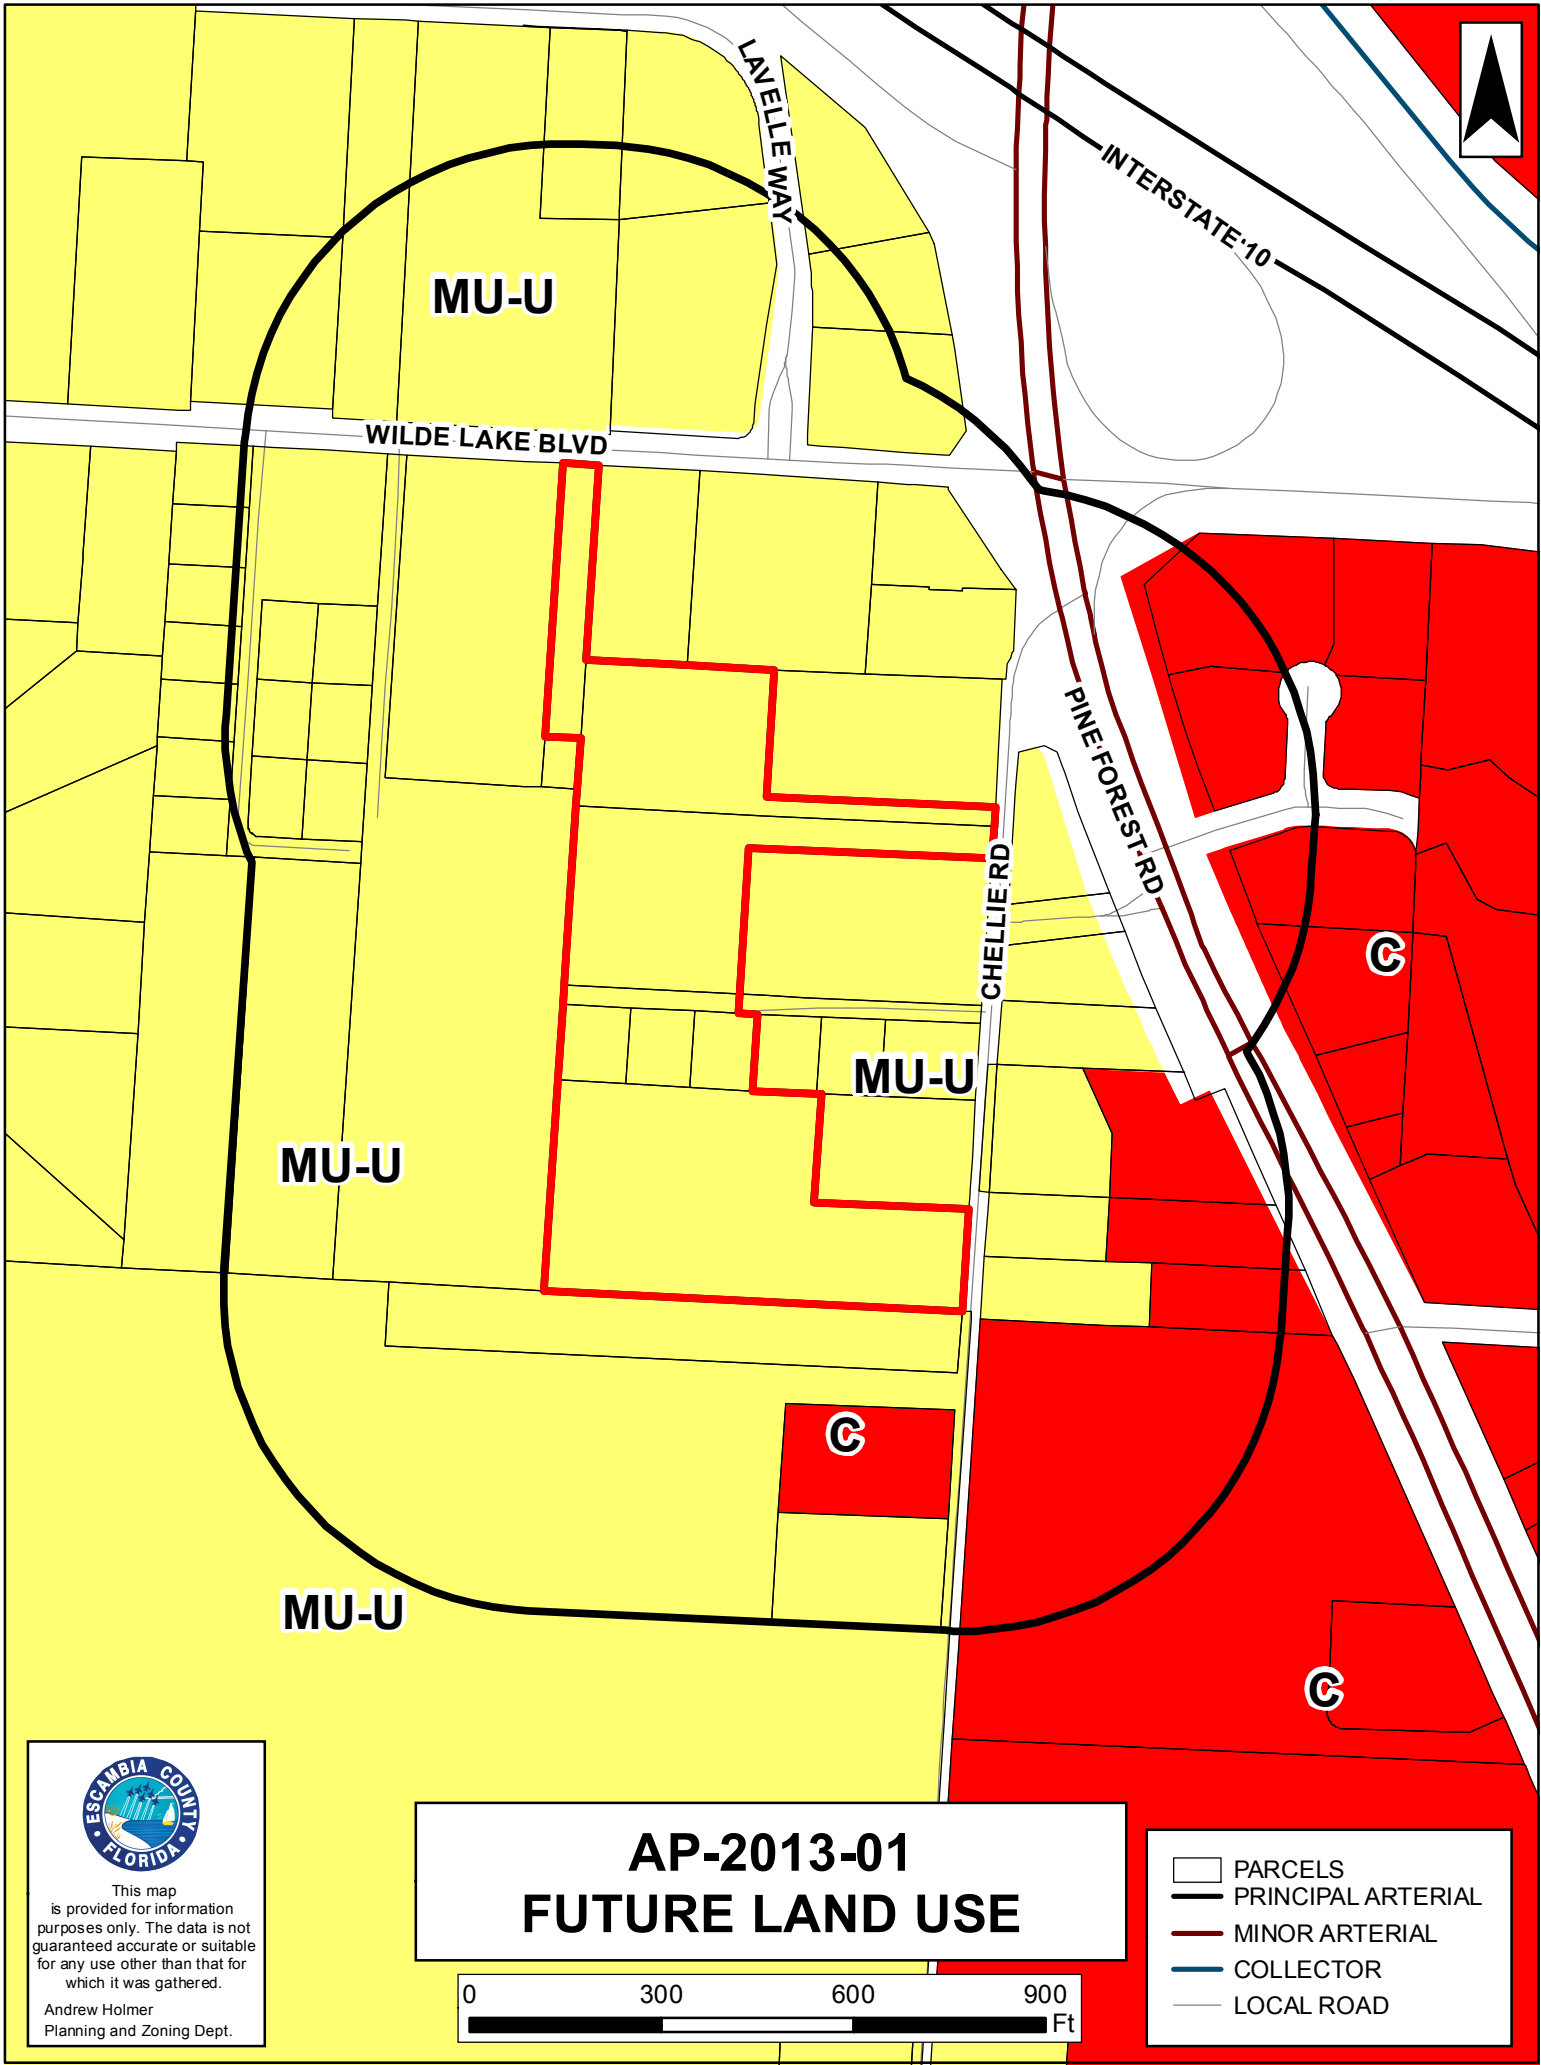 LAVELLE WAY
INTERSTATE 10
MU-U
WILDE LAKE BLVD
PINE FOREST RD
CHELLIE RD
C
MU-U
MU-U
C
MU-U
C
ESCAMBIA COUNTY
FLORIDA
This map
is provided for information
purposes only. The data is not
guaranteed accurate or suitable
for any use other than that for
which it was gathered.
Andrew Holmer
Planning and Zoning Dept.
AP-2013-01
FUTURE LAND USE
0 300 600 900
Ft
PARCELS
PRINCIPAL ARTERIAL
MINOR ARTERIAL
COLLECTOR
LOCAL ROAD